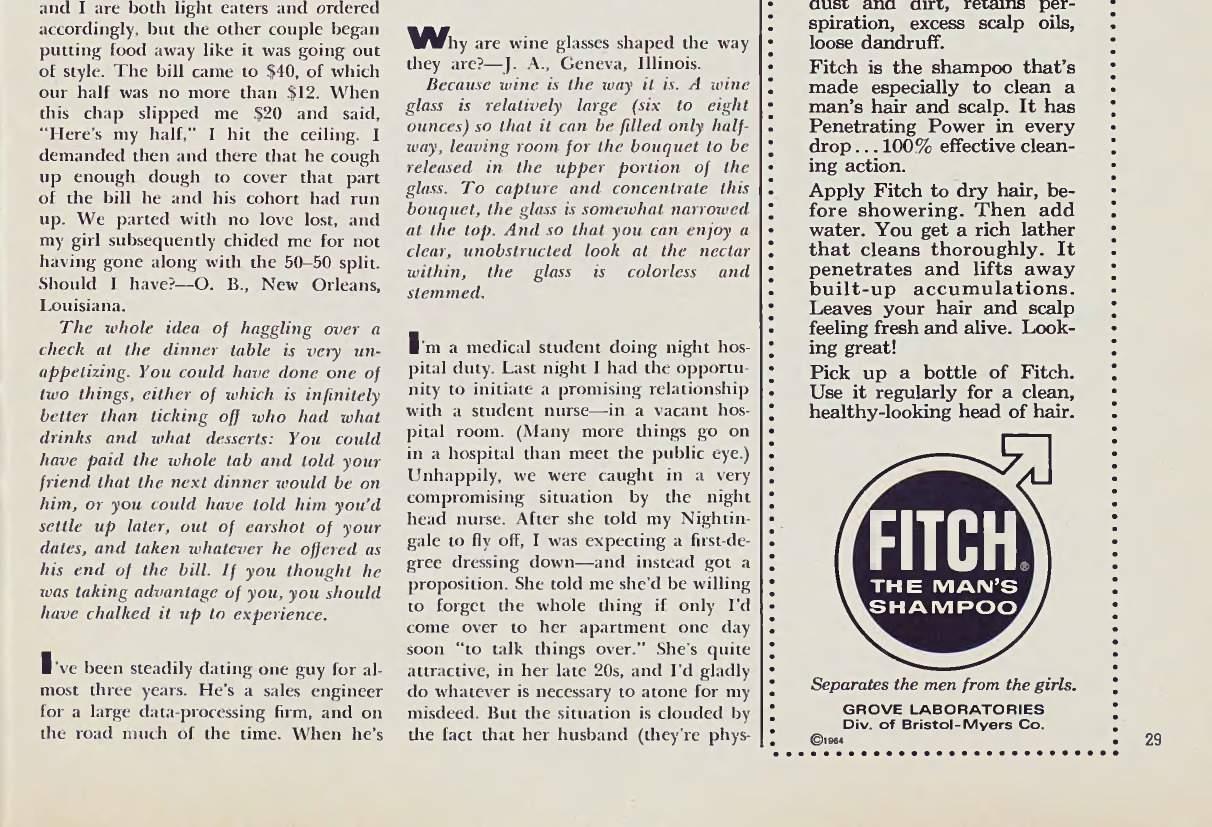 and I are both light eaters and ordered
accordingly, but the other couple began
putting food away like it was going out
of style. The bill came to $40, of which
our half was no more than $12. When
this chap slipped me $20 and said,
"Here's my half," I hit the ceiling. I
demanded then and there that he cough
up enough dough to cover that part
of the bill he and his cohort had run
up. We parted with no love lost, and
my girl subsequently chided me for not
having gone along with the 50–50 split.
Should I have?—O. B., New Orleans,
Louisiana.
The whole idea of haggling over a
check at the dinner table is very un-
appetizing. You could have done one of
two things, either of which is infinitely
better than ticking off who had what
drinks and what desserts: You could
have paid the whole tab and told your
friend that the next dinner would be on
him, or you could have told him you'd
settle up later, out of earshot of your
dates, and taken whatever he offered as
his end of the bill. If you thought he
was taking advantage of you, you should
have chalked it up to experience.
I've been steadily dating one guy for al-
most three years. He's a sales engineer
for a large data-processing firm, and on
the road much of the time. When he's
Why are wine glasses shaped the way
they are?—J. A., Geneva, Illinois.
Because wine is the way it is. A wine
glass is relatively large (six to eight
ounces) so that it can be filled only half-
way, leaving room for the bouquet to be
released in the upper portion of the
glass. To capture and concentrate this
bouquet, the glass is somewhat narrowed
at the top. And so that you can enjoy a
clear, unobstructed look at the nectar
within, the glass is colorless and
stemmed.
I'm a medical student doing night hos-
pital duty. Last night I had the opportu-
nity to initiate a promising relationship
with a student nurse—in a vacant hos-
pital room. (Many more things go on
in a hospital than meet the public eye.)
Unhappily, we were caught in a very
compromising situation by the night
head nurse. After she told my Nightin-
gale to fly off, I was expecting a first-de-
gree dressing down—and instead got a
proposition. She told me she'd be willing
to forget the whole thing if only I'd
come over to her apartment one day
soon "to talk things over." She's quite
attractive, in her late 20s, and I'd gladly
do whatever is necessary to atone for my
misdeed. But the situation is clouded by
the fact that her husband (they're phys-
dust and dirt, retains per-
spiration, excess scalp oils,
loose dandruff.
Fitch is the shampoo that's
made especially to clean a
man's hair and scalp. It has
Penetrating Power in every
drop...100% effective clean-
ing action.
Apply Fitch to dry hair, be-
fore showering. Then add
water. You get a rich lather
that cleans thoroughly. It
penetrates and lifts away
built-up accumulations.
Leaves your hair and scalp
feeling fresh and alive. Look-
ing great!
Pick up a bottle of Fitch.
Use it regularly for a clean,
healthy-looking head of hair.
FITCH®
THE MAN'S
SHAMPOO
Separates the men from the girls.
GROVE LABORATORIES
Div. of Bristol-Myers Co.
©1964
29